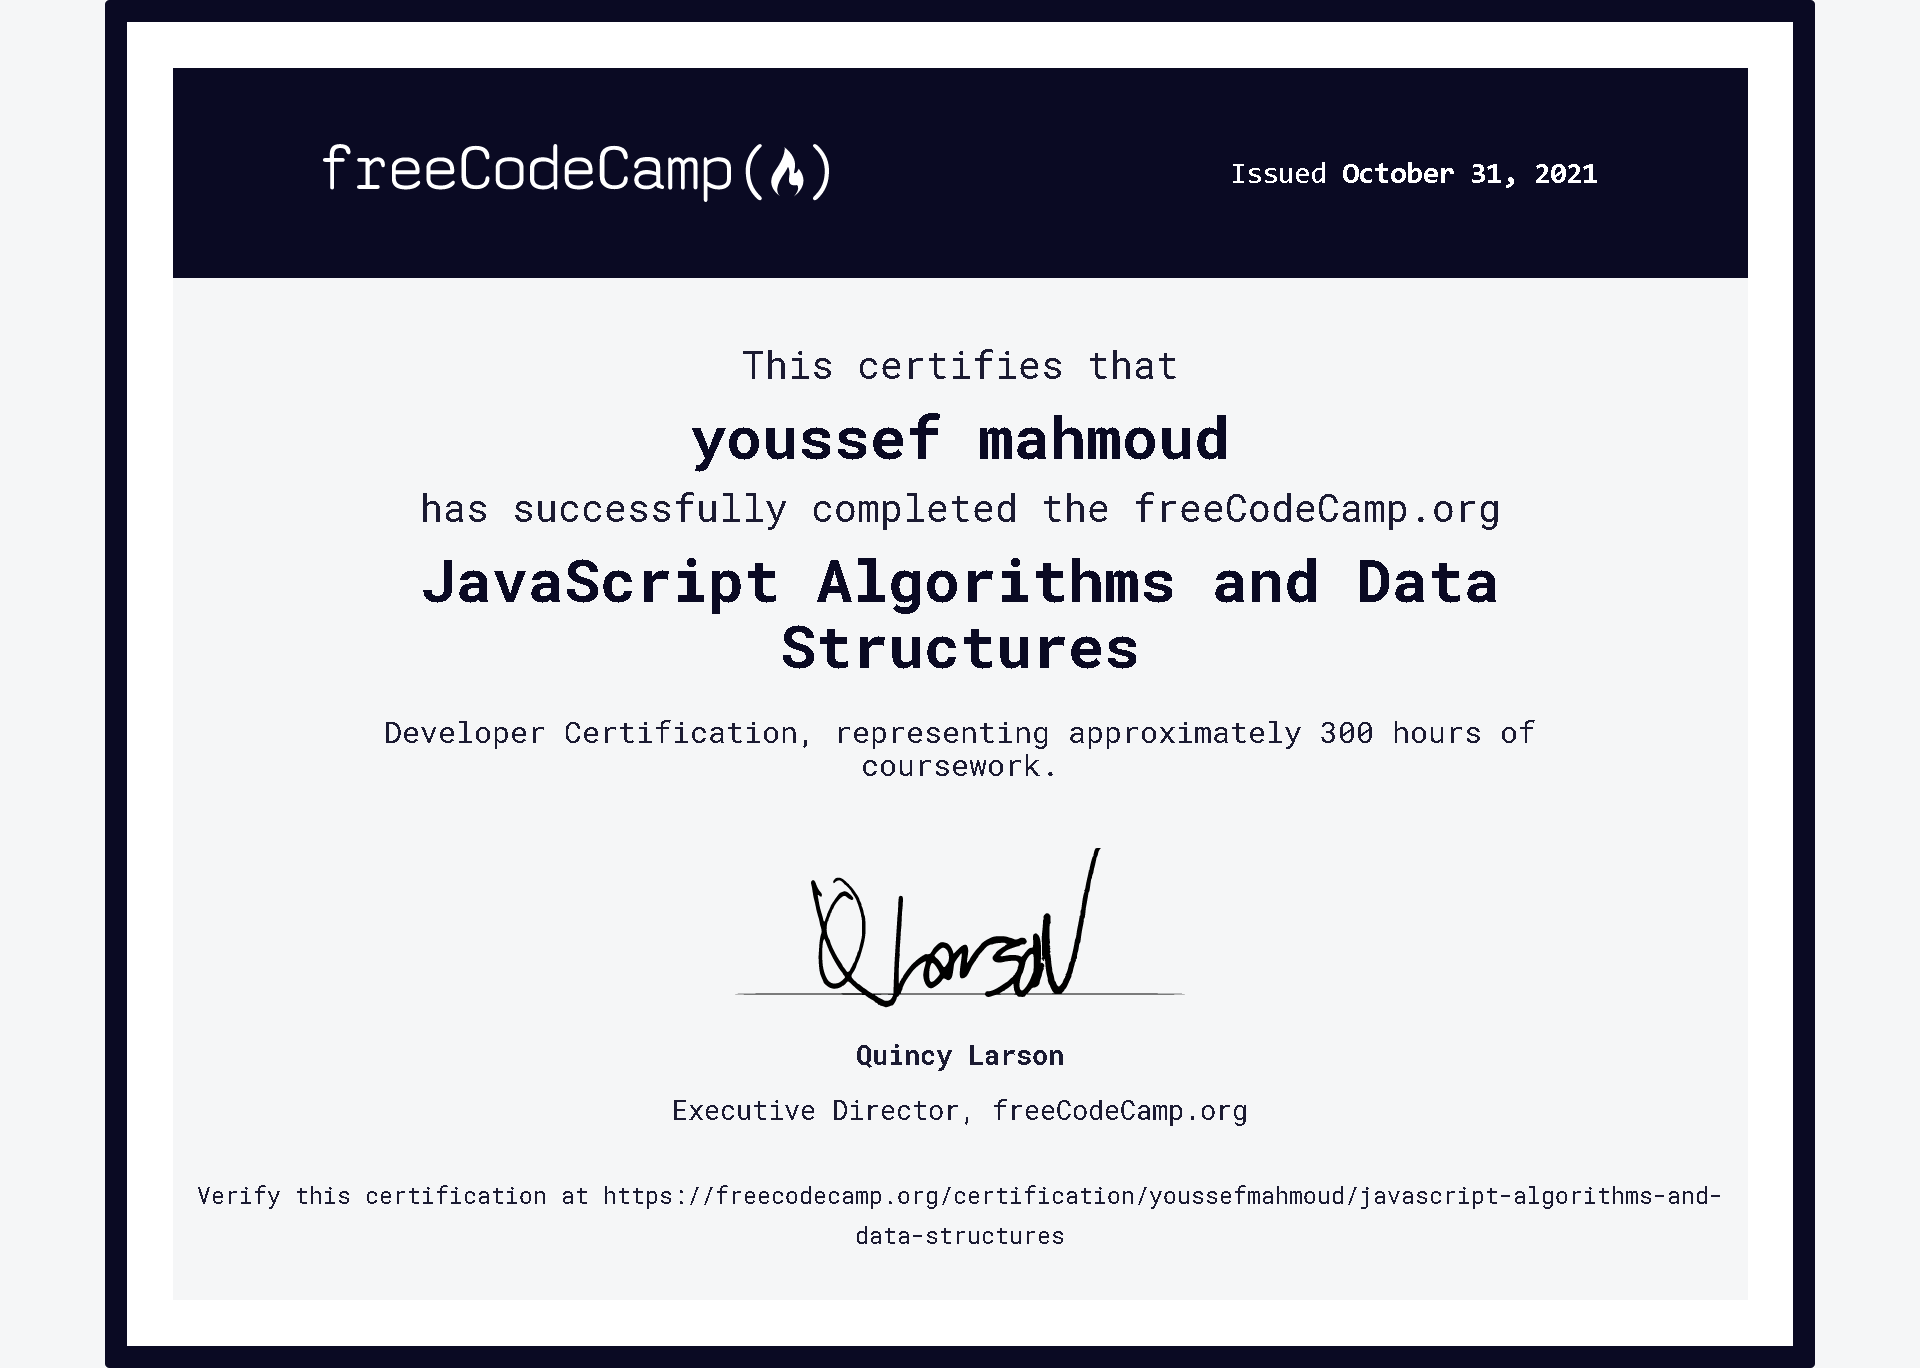 freeCodeCamp(🔥)
Issued October 31, 2021
This certifies that
youssef mahmoud
has successfully completed the freeCodeCamp.org
JavaScript Algorithms and Data
Structures
Developer Certification, representing approximately 300 hours of
coursework.
Q Larson
Quincy Larson
Executive Director, freeCodeCamp.org
Verify this certification at https://freecodecamp.org/certification/youssefmahmoud/javascript-algorithms-and-
data-structures